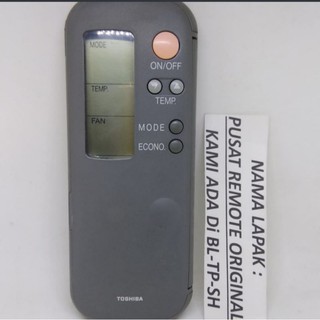 MODE
TEMP.
FAN
ON/OFF
TEMP.
MODE
ECONO.
TOSHIBA
NAMA LAPAK :
PUSAT REMOTE ORIGINAL
KAMI ADA Di BL-TP-SH